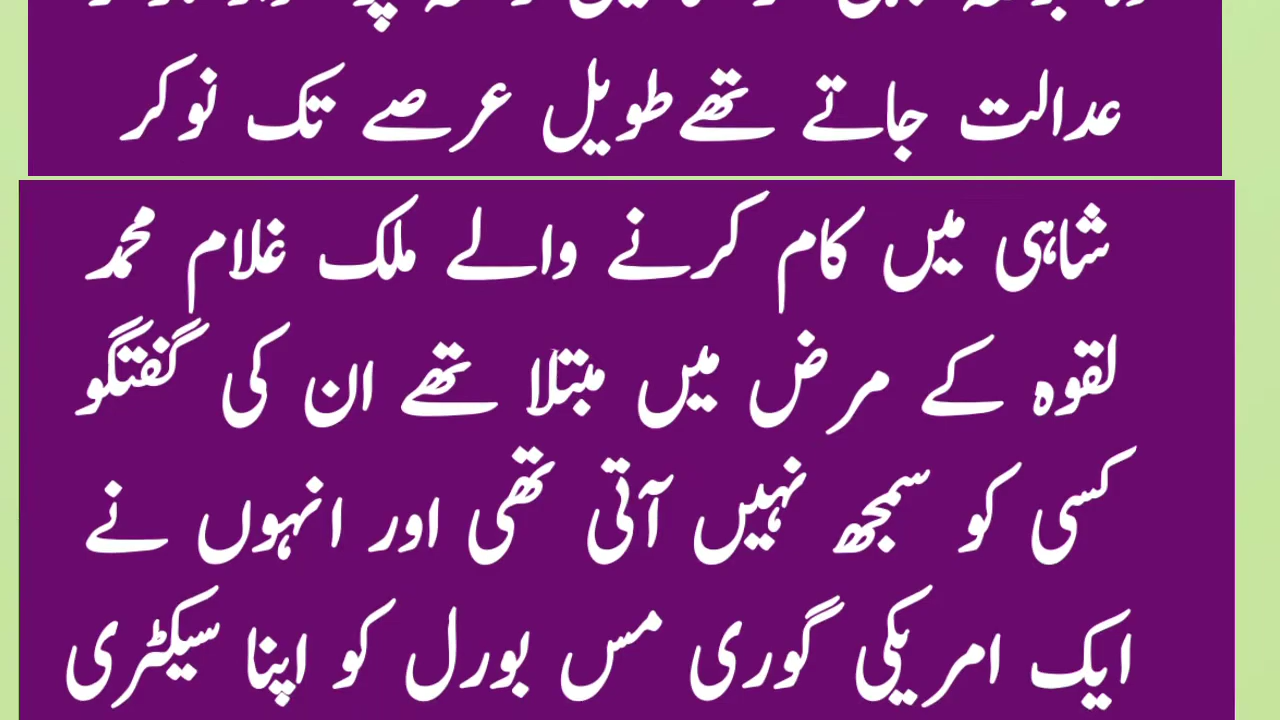 عدالت جاتے تھے طویل عرصے تک نوکر
شاہی میں کام کرنے والے ملک غلام محمد
لقوہ کے مرض میں مبتلا تھے ان کی گفتگو
کسی کو سمجھ نہیں آتی تھی اور انہوں نے
ایک امریکی گوری مس بورل کو اپنا سیکٹری